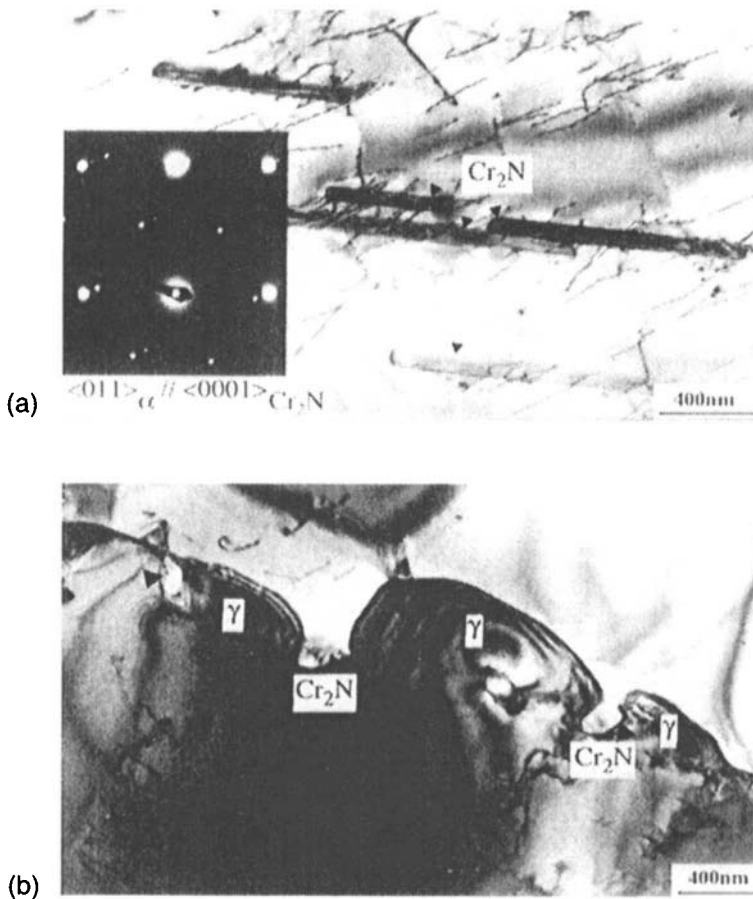 Cr₂N
<011>α // <0001>Cr₂N
(a)
400nm
γ
γ
Cr₂N
γ
Cr₂N
(b)
400nm